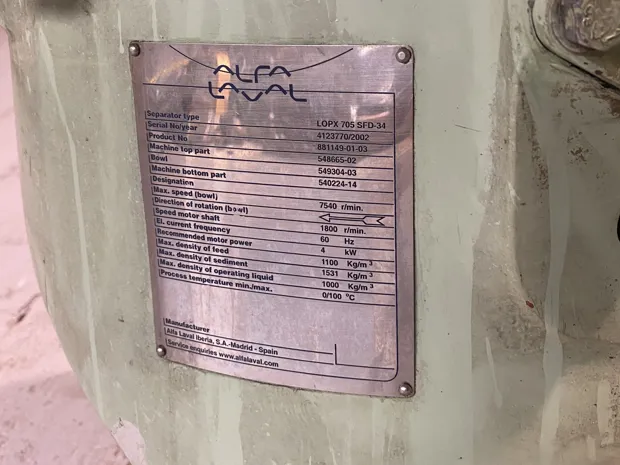 ALFA
LAVAL
Separator type LOPX 705 SFD-34
Serial No/year 4123770/2002
Product No 881149-01-03
Machine top part 548665-02
Bowl 549304-03
Machine bottom part 540224-14
Designation
Max. speed (bowl) 7540 r/min.
Direction of rotation (bowl)
Speed motor shaft 1800 r/min.
El. current frequency 60 Hz
Recommended motor power 4 kW
Max. density of feed 1100 Kg/m³
Max. density of sediment 1531 Kg/m³
Max. density of operating liquid 1000 Kg/m³
Process temperature min./max. 0/100 °C
Manufacturer
Alfa Laval Iberia, S.A.-Madrid - Spain
Service enquiries www.alfalaval.com